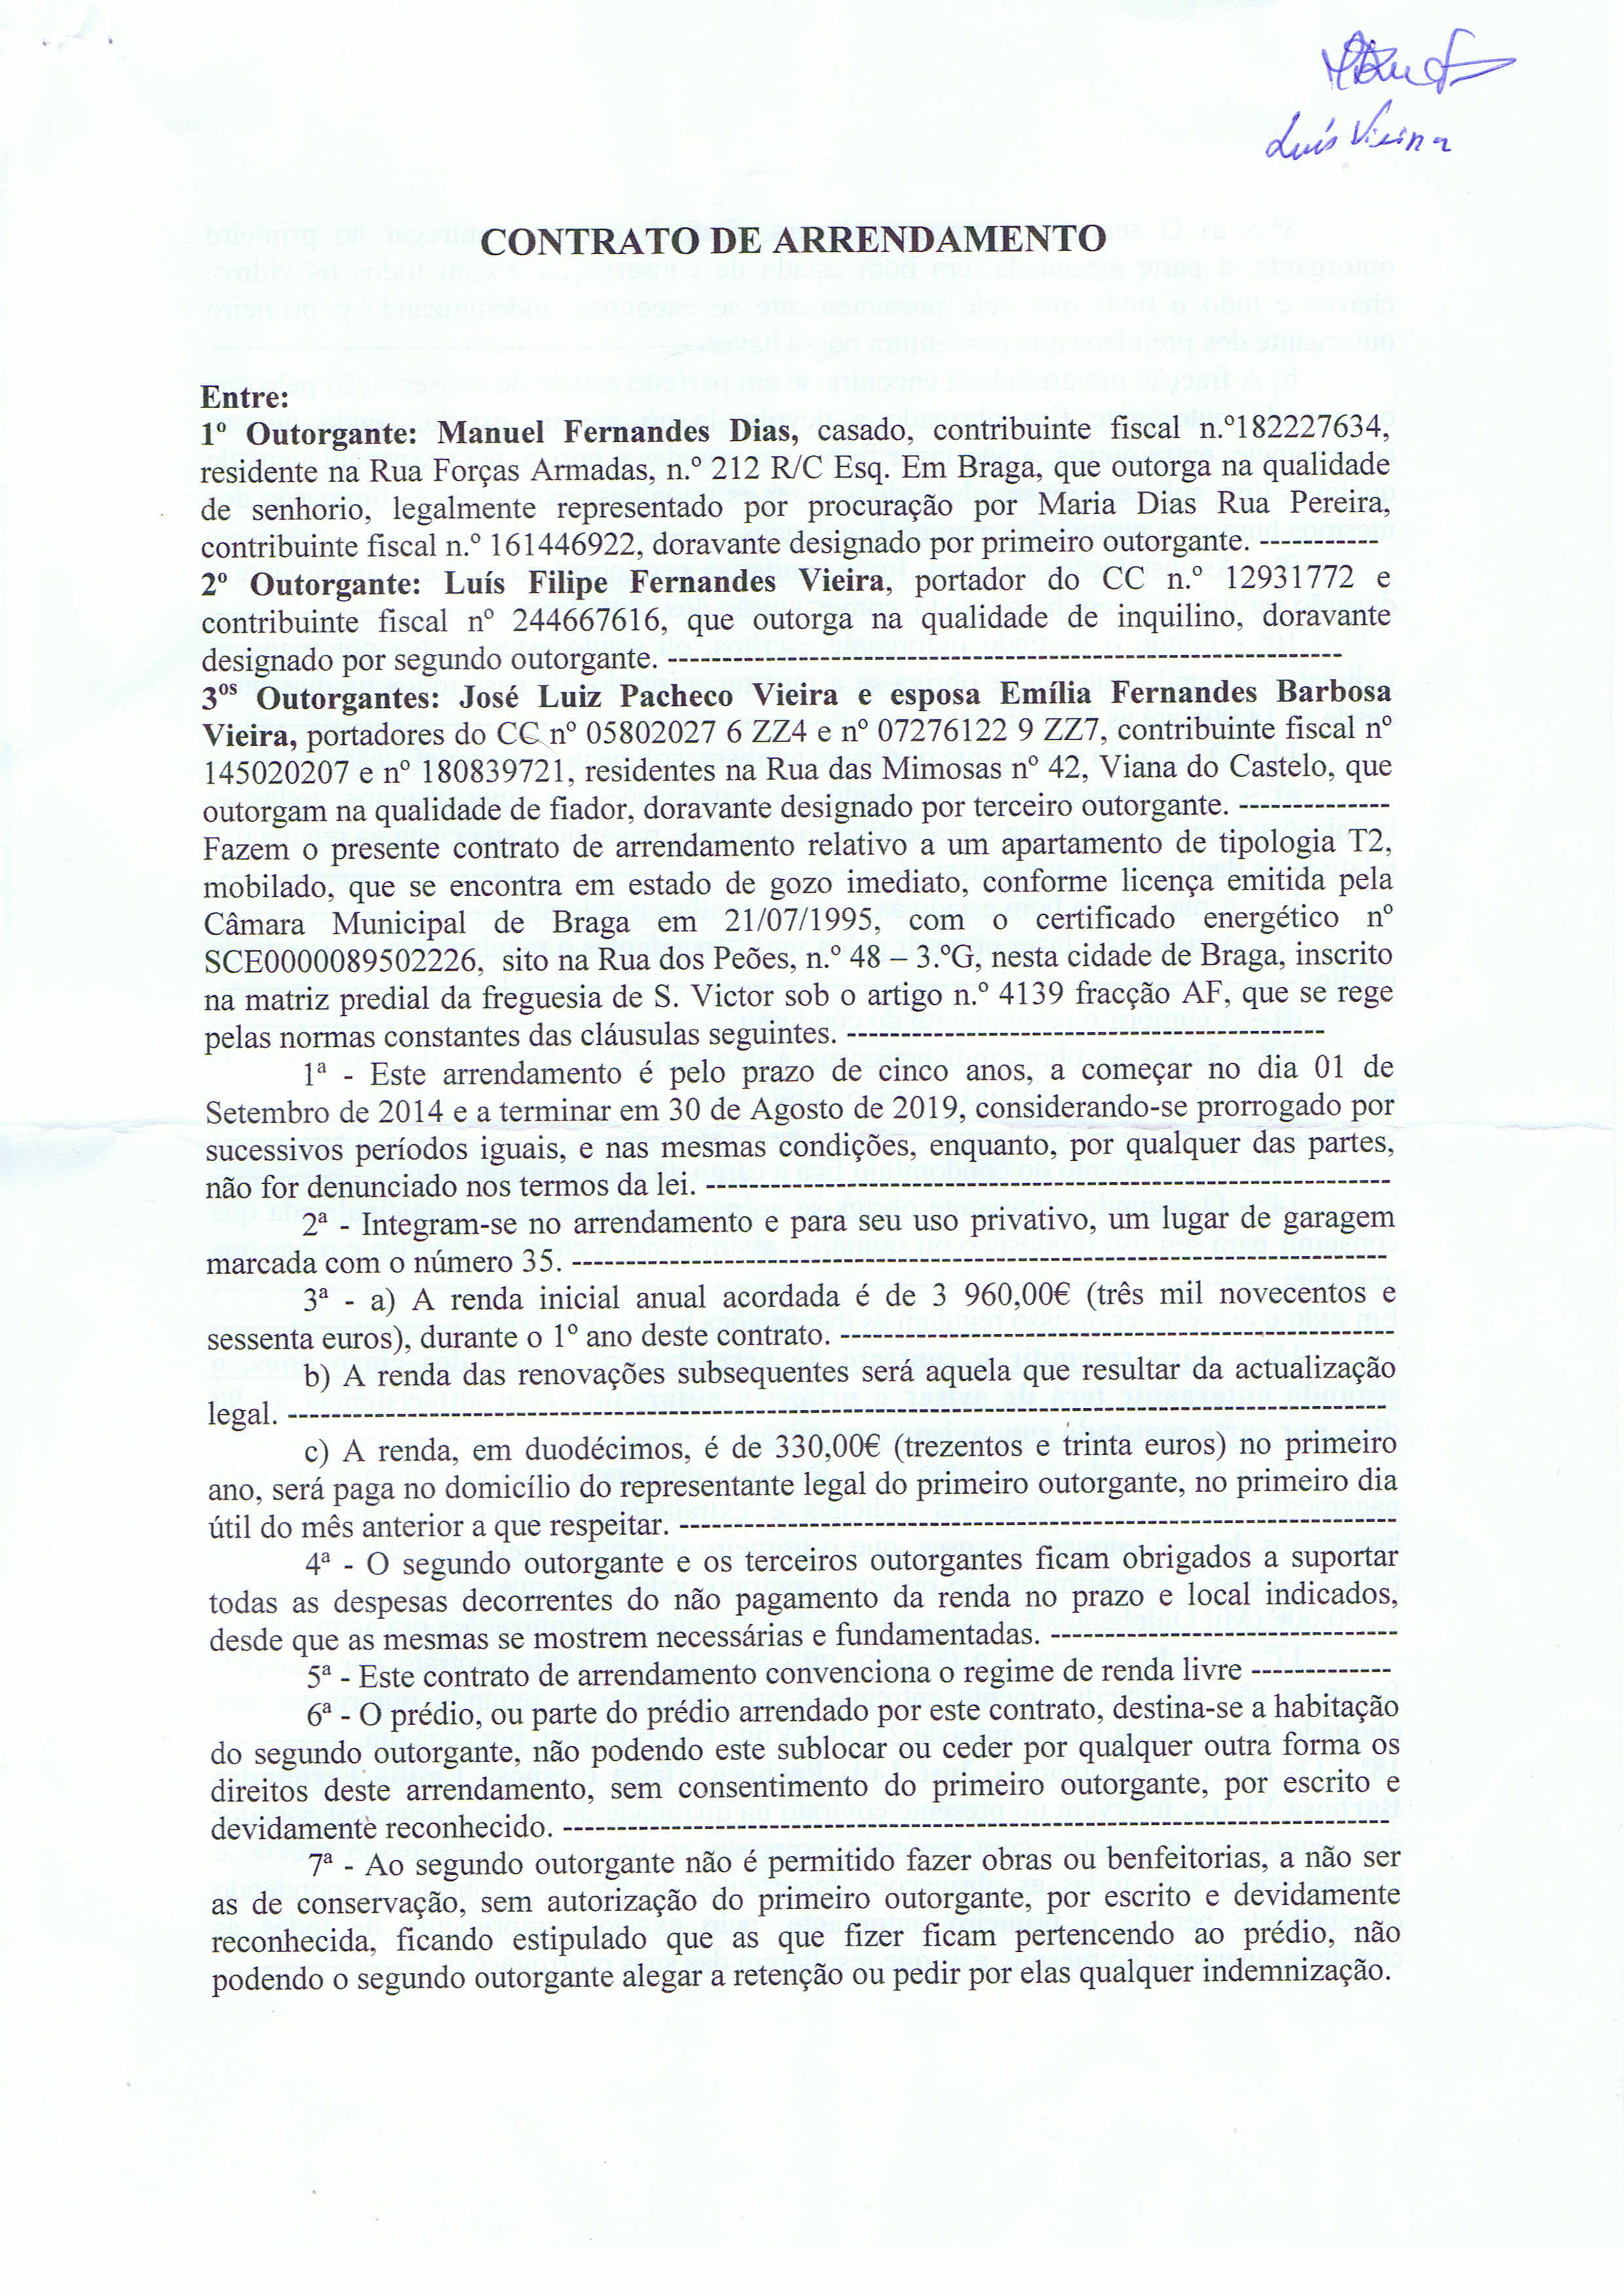 Luís Vieira
CONTRATO DE ARRENDAMENTO
Entre:
1º Outorgante: Manuel Fernandes Dias, casado, contribuinte fiscal n.º182227634,
residente na Rua Forças Armadas, n.º 212 R/C Esq. Em Braga, que outorga na qualidade
de senhorio, legalmente representado por procuração por Maria Dias Rua Pereira,
contribuinte fiscal n.º 161446922, doravante designado por primeiro outorgante. -----------
2º Outorgante: Luís Filipe Fernandes Vieira, portador do CC n.º 12931772 e
contribuinte fiscal nº 244667616, que outorga na qualidade de inquilino, doravante
designado por segundo outorgante. --------------------------------------------------------------
3ºs Outorgantes: José Luiz Pacheco Vieira e esposa Emília Fernandes Barbosa
Vieira, portadores do CC nº 05802027 6 ZZ4 e nº 07276122 9 ZZ7, contribuinte fiscal nº
145020207 e nº 180839721, residentes na Rua das Mimosas nº 42, Viana do Castelo, que
outorgam na qualidade de fiador, doravante designado por terceiro outorgante. --------------
Fazem o presente contrato de arrendamento relativo a um apartamento de tipologia T2,
mobilado, que se encontra em estado de gozo imediato, conforme licença emitida pela
Câmara Municipal de Braga em 21/07/1995, com o certificado energético nº
SCE0000089502226, sito na Rua dos Peões, n.º 48 – 3.ºG, nesta cidade de Braga, inscrito
na matriz predial da freguesia de S. Victor sob o artigo n.º 4139 fracção AF, que se rege
pelas normas constantes das cláusulas seguintes. --------------------------------------------
1ª - Este arrendamento é pelo prazo de cinco anos, a começar no dia 01 de
Setembro de 2014 e a terminar em 30 de Agosto de 2019, considerando-se prorrogado por
sucessivos períodos iguais, e nas mesmas condições, enquanto, por qualquer das partes,
não for denunciado nos termos da lei. ---------------------------------------------------------------
2ª - Integram-se no arrendamento e para seu uso privativo, um lugar de garagem
marcada com o número 35. ---------------------------------------------------------------------------
3ª - a) A renda inicial anual acordada é de 3 960,00€ (três mil novecentos e
sessenta euros), durante o 1º ano deste contrato. ---------------------------------------------------
b) A renda das renovações subsequentes será aquela que resultar da actualização
legal. -----------------------------------------------------------------------------------------------------
c) A renda, em duodécimos, é de 330,00€ (trezentos e trinta euros) no primeiro
ano, será paga no domicílio do representante legal do primeiro outorgante, no primeiro dia
útil do mês anterior a que respeitar. ------------------------------------------------------------------
4ª - O segundo outorgante e os terceiros outorgantes ficam obrigados a suportar
todas as despesas decorrentes do não pagamento da renda no prazo e local indicados,
desde que as mesmas se mostrem necessárias e fundamentadas. --------------------------------
5ª - Este contrato de arrendamento convenciona o regime de renda livre -------------
6ª - O prédio, ou parte do prédio arrendado por este contrato, destina-se a habitação
do segundo outorgante, não podendo este sublocar ou ceder por qualquer outra forma os
direitos deste arrendamento, sem consentimento do primeiro outorgante, por escrito e
devidamente reconhecido. ----------------------------------------------------------------------------
7ª - Ao segundo outorgante não é permitido fazer obras ou benfeitorias, a não ser
as de conservação, sem autorização do primeiro outorgante, por escrito e devidamente
reconhecida, ficando estipulado que as que fizer ficam pertencendo ao prédio, não
podendo o segundo outorgante alegar a retenção ou pedir por elas qualquer indemnização.